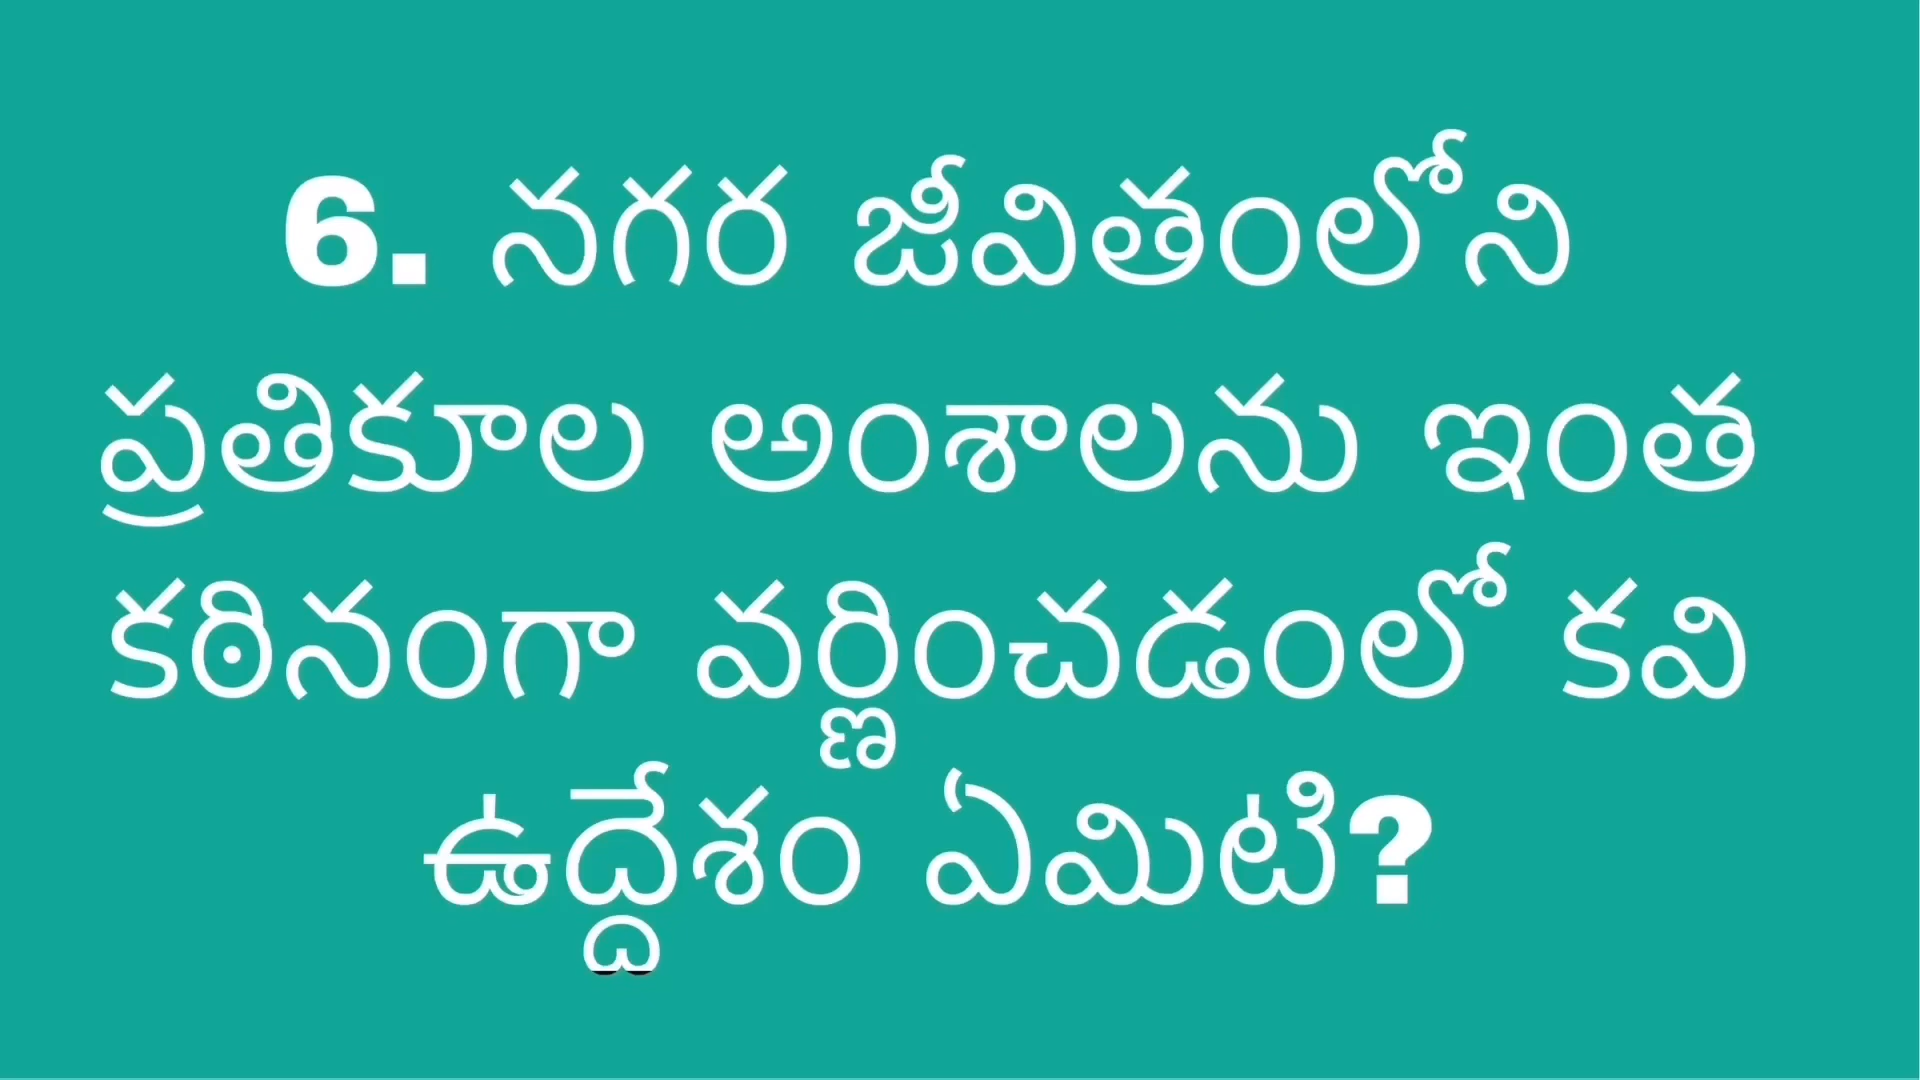 6. నగర జీవితంలోని
ప్రతికూల అంశాలను ఇంత
కఠినంగా వర్ణించడంలో కవి
ఉద్దేశం ఏమిటి?